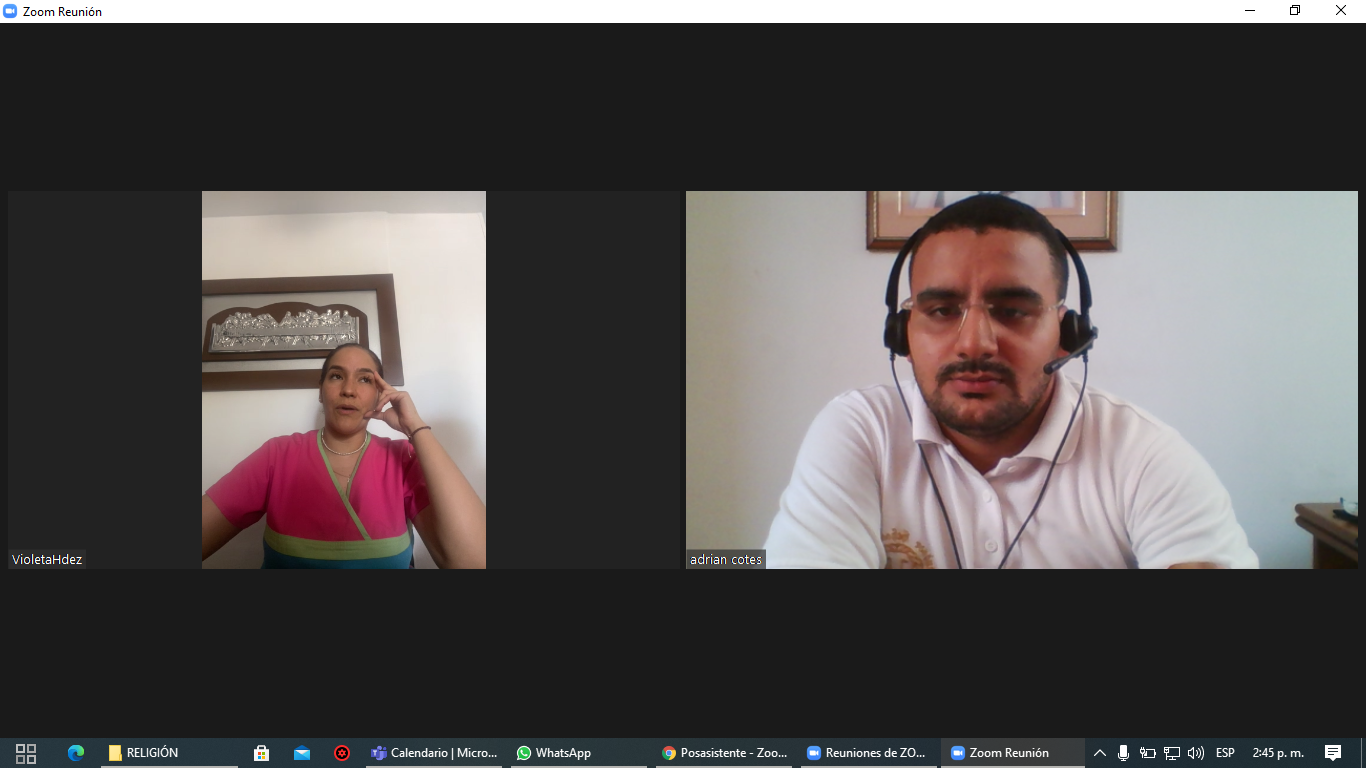 Zoom Reunión
VioletaHdez
adrian cotes
RELIGIÓN
Calendario | Micro...
WhatsApp
Posasistente - Zoo...
Reuniones de ZO...
Zoom Reunión
ESP
2:45 p. m.